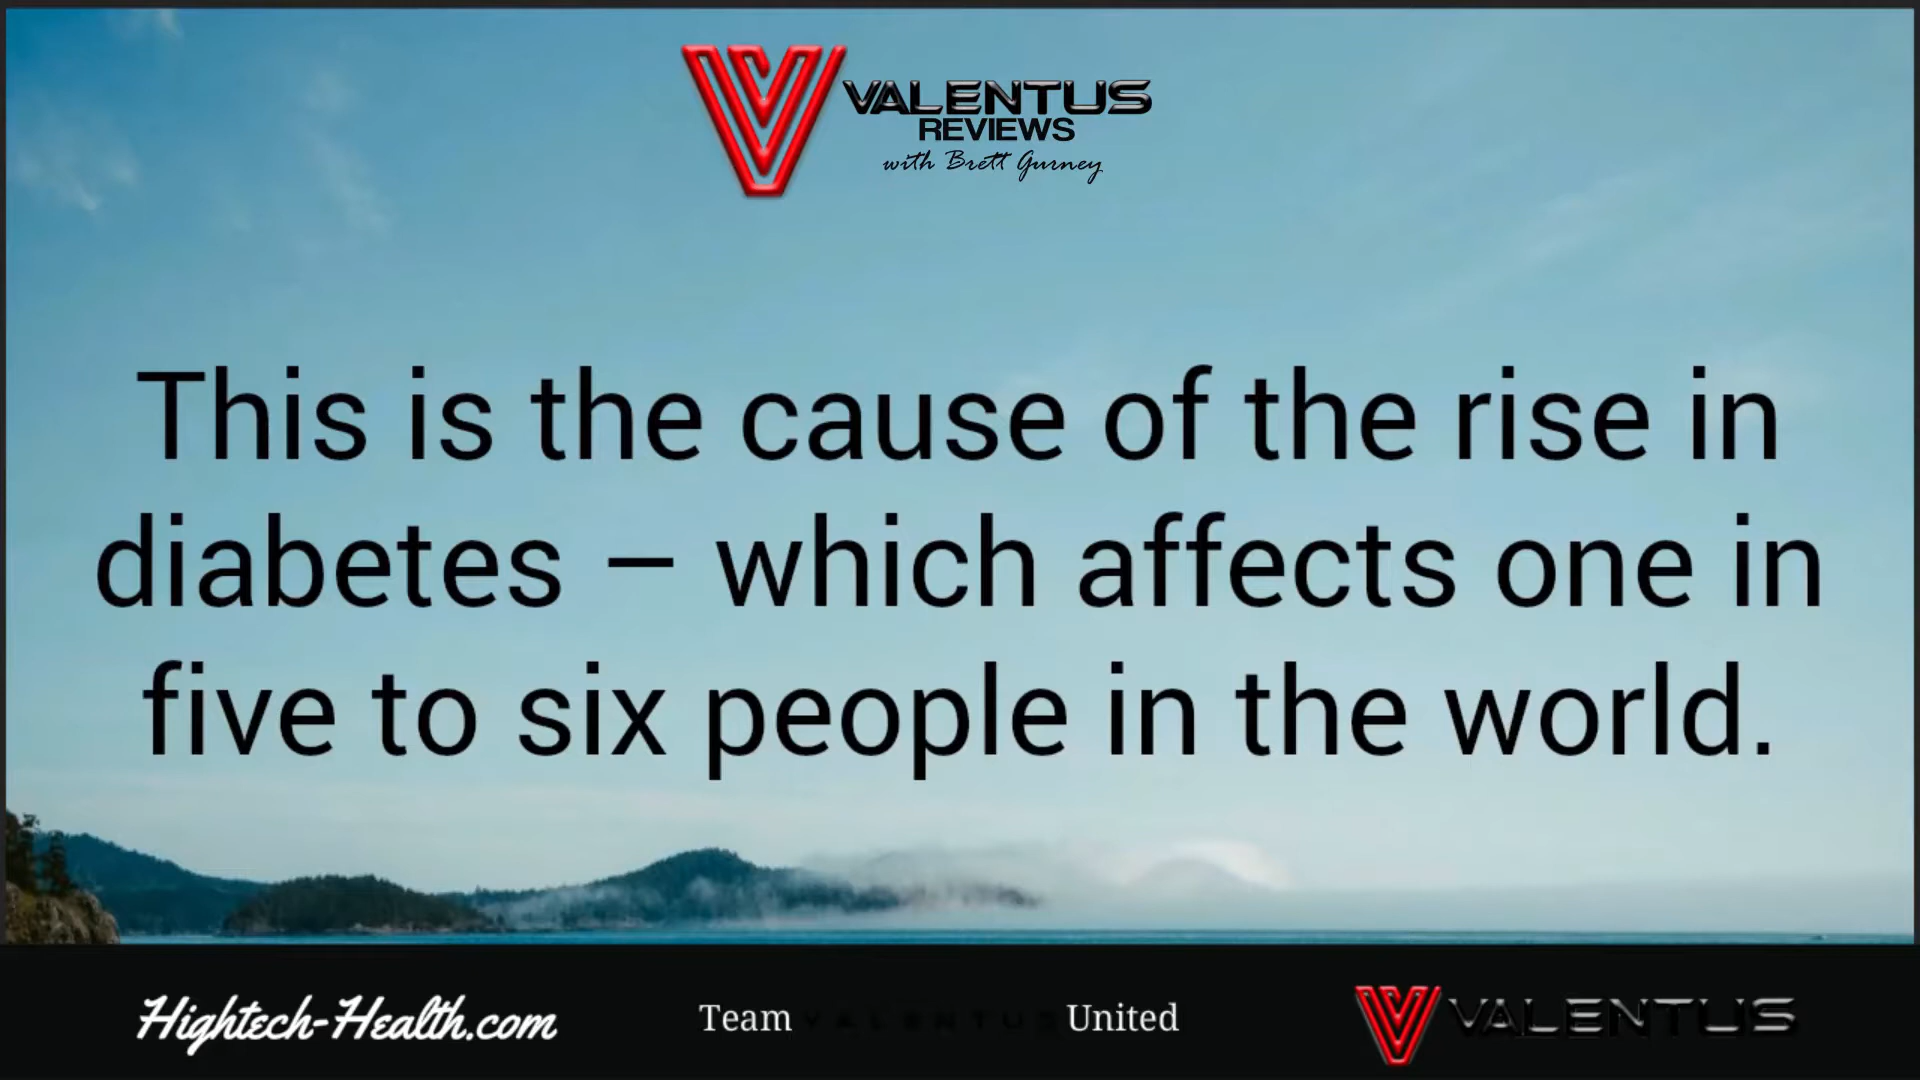 VALENTUS
REVIEWS
with Brett Gurney
This is the cause of the rise in
diabetes – which affects one in
five to six people in the world.
Hightech-Health.com
Team VALENTUS United
VALENTUS